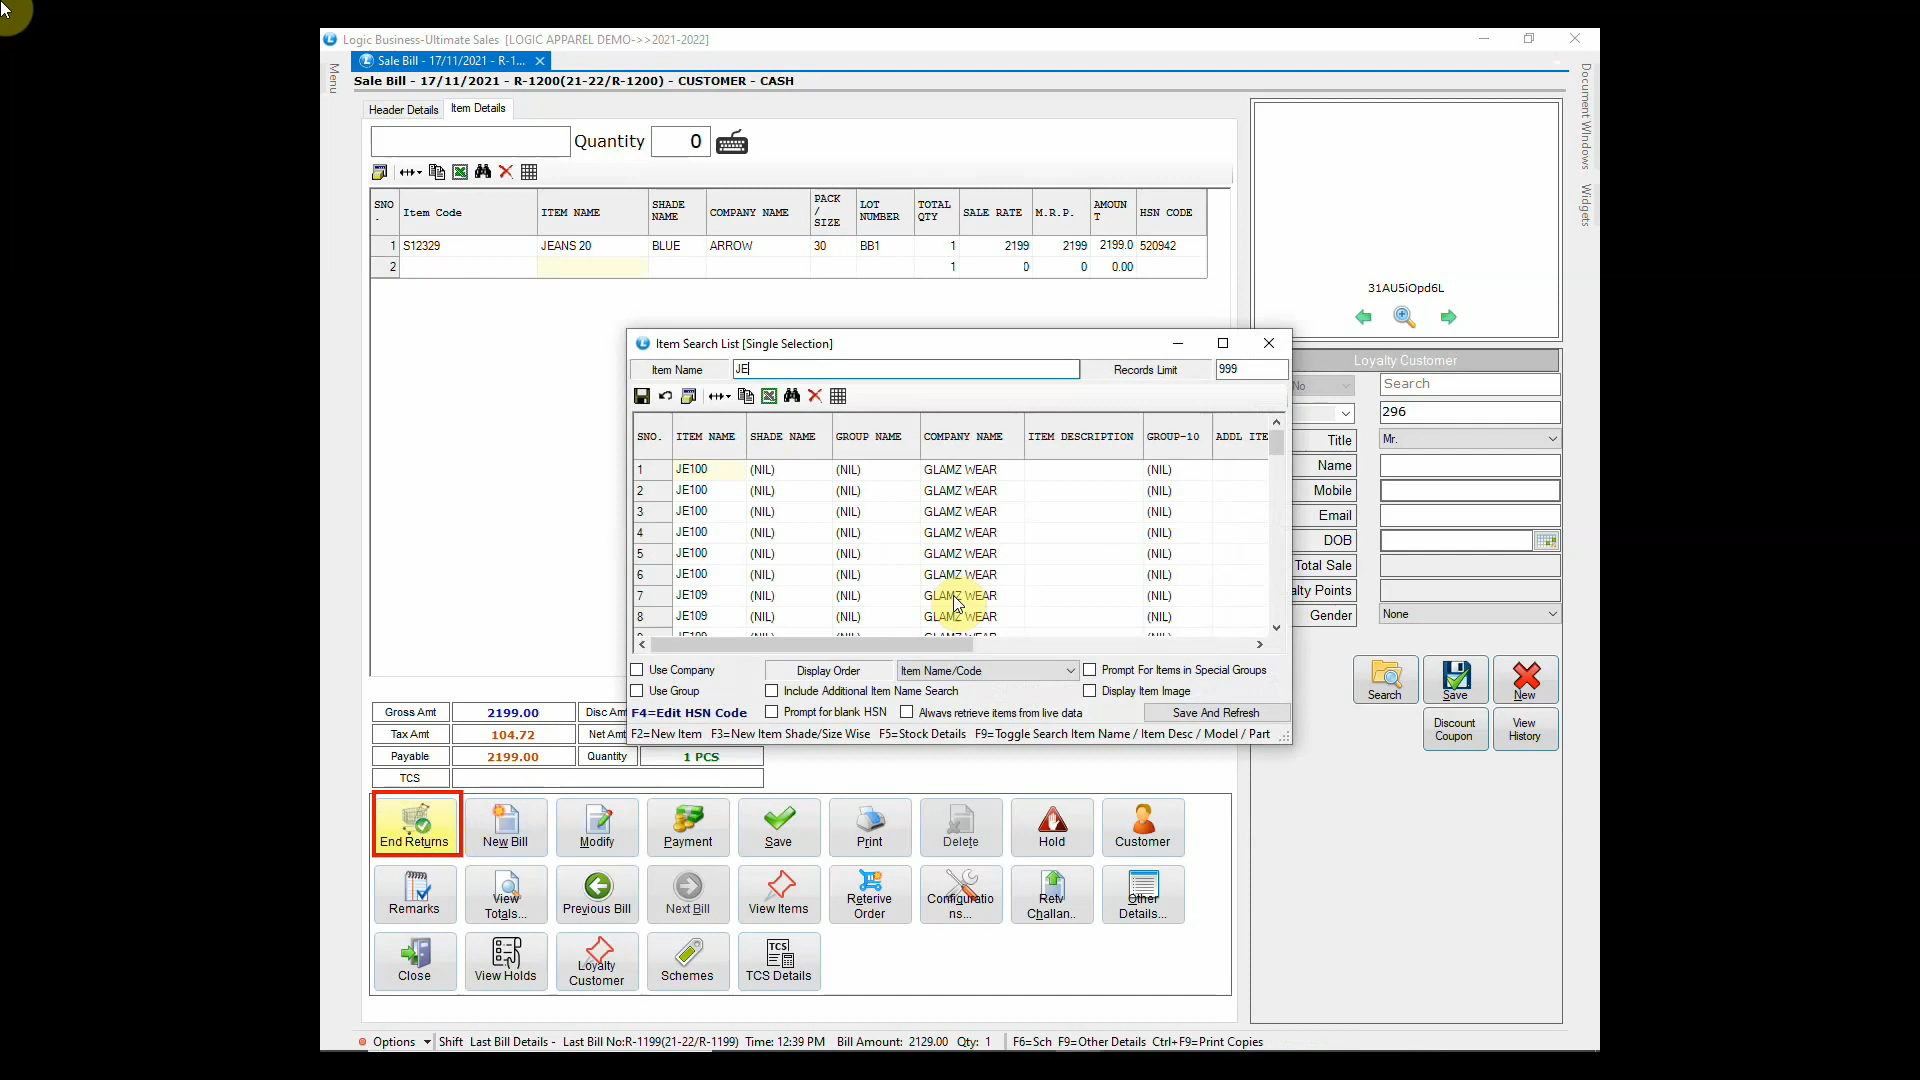 Logic Business-Ultimate Sales [LOGIC APPAREL DEMO->>2021-2022]
Menu
Sale Bill - 17/11/2021 - R-1...
Sale Bill - 17/11/2021 - R-1200(21-22/R-1200) - CUSTOMER - CASH
Document Windows
Widgets
Header Details Item Details
Quantity 0
SNO. Item Code ITEM NAME SHADE NAME COMPANY NAME PACK / SIZE LOT NUMBER TOTAL QTY SALE RATE M.R.P. AMOUNT HSN CODE
1 S12329 JEANS 20 BLUE ARROW 30 BB1 1 2199 2199 2199.0 520942
2 1 0 0 0.00
31AU5iOpd6L
Loyalty Customer
No Search
296
Title Mr.
Name
Mobile
Email
DOB
Total Sale
alty Points
Gender None
Search Save New
Discount Coupon View History
Item Search List [Single Selection]
Item Name JE Records Limit 999
SNO. ITEM NAME SHADE NAME GROUP NAME COMPANY NAME ITEM DESCRIPTION GROUP-10 ADDL ITE
1 JE100 (NIL) (NIL) GLAMZ WEAR (NIL)
2 JE100 (NIL) (NIL) GLAMZ WEAR (NIL)
3 JE100 (NIL) (NIL) GLAMZ WEAR (NIL)
4 JE100 (NIL) (NIL) GLAMZ WEAR (NIL)
5 JE100 (NIL) (NIL) GLAMZ WEAR (NIL)
6 JE100 (NIL) (NIL) GLAMZ WEAR (NIL)
7 JE109 (NIL) (NIL) GLAMZ WEAR (NIL)
8 JE109 (NIL) (NIL) GLAMZ WEAR (NIL)
Use Company Display Order Item Name/Code Prompt For Items in Special Groups
Use Group Include Additional Item Name Search Display Item Image
F4=Edit HSN Code Prompt for blank HSN Always retrieve items from live data Save And Refresh
F2=New Item F3=New Item Shade/Size Wise F5=Stock Details F9=Toggle Search Item Name / Item Desc / Model / Part
Gross Amt 2199.00 Disc Am
Tax Amt 104.72 Net Am
Payable 2199.00 Quantity 1 PCS
TCS
End Returns New Bill Modify Payment Save Print Delete Hold Customer
Remarks View Totals... Previous Bill Next Bill View Items Reterive Order Configurations... Retv Challan.. Other Details...
Close View Holds Loyalty Customer Schemes TCS Details
TCS
Options Shift Last Bill Details - Last Bill No:R-1199(21-22/R-1199) Time: 12:39 PM Bill Amount: 2129.00 Qty: 1 F6=Sch F9=Other Details Ctrl+F9=Print Copies